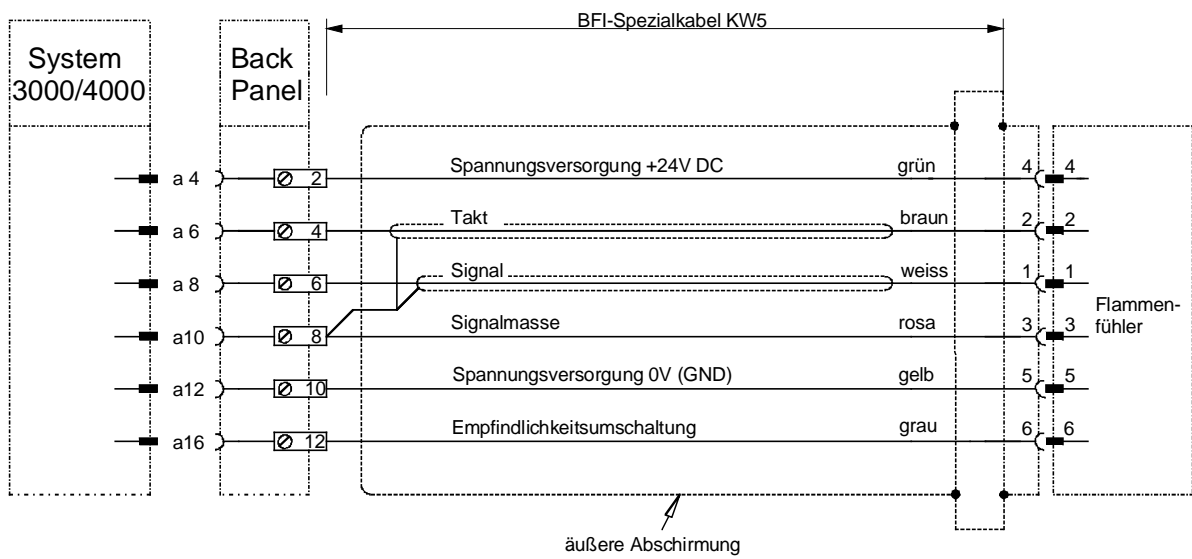 BFI-Spezialkabel KW5
System
3000/4000
Back
Panel
a 4 2 Spannungsversorgung +24V DC grün 4 4
a 6 4 Takt braun 2 2
a 8 6 Signal weiss 1 1
a10 8 Signalmasse rosa 3 3
a12 10 Spannungsversorgung 0V (GND) gelb 5 5
a16 12 Empfindlichkeitsumschaltung grau 6 6
Flammen-
fühler
äußere Abschirmung